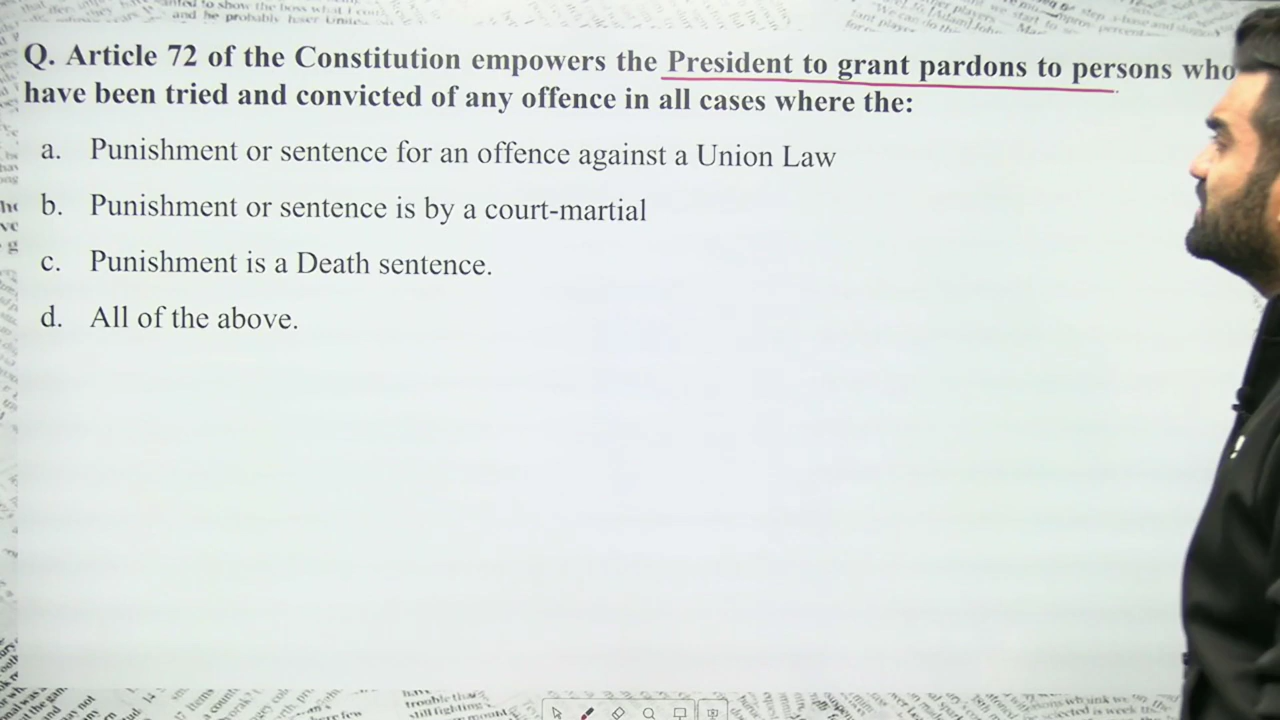 Q. Article 72 of the Constitution empowers the President to grant pardons to persons who
have been tried and convicted of any offence in all cases where the:
a. Punishment or sentence for an offence against a Union Law
b. Punishment or sentence is by a court-martial
c. Punishment is a Death sentence.
d. All of the above.